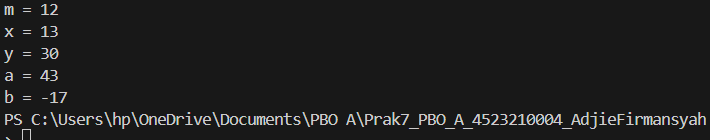 m = 12
x = 13
y = 30
a = 43
b = -17
PS C:\Users\hp\OneDrive\Documents\PBO A\Prak7_PBO_A_4523210004_AdjieFirmansyah
>